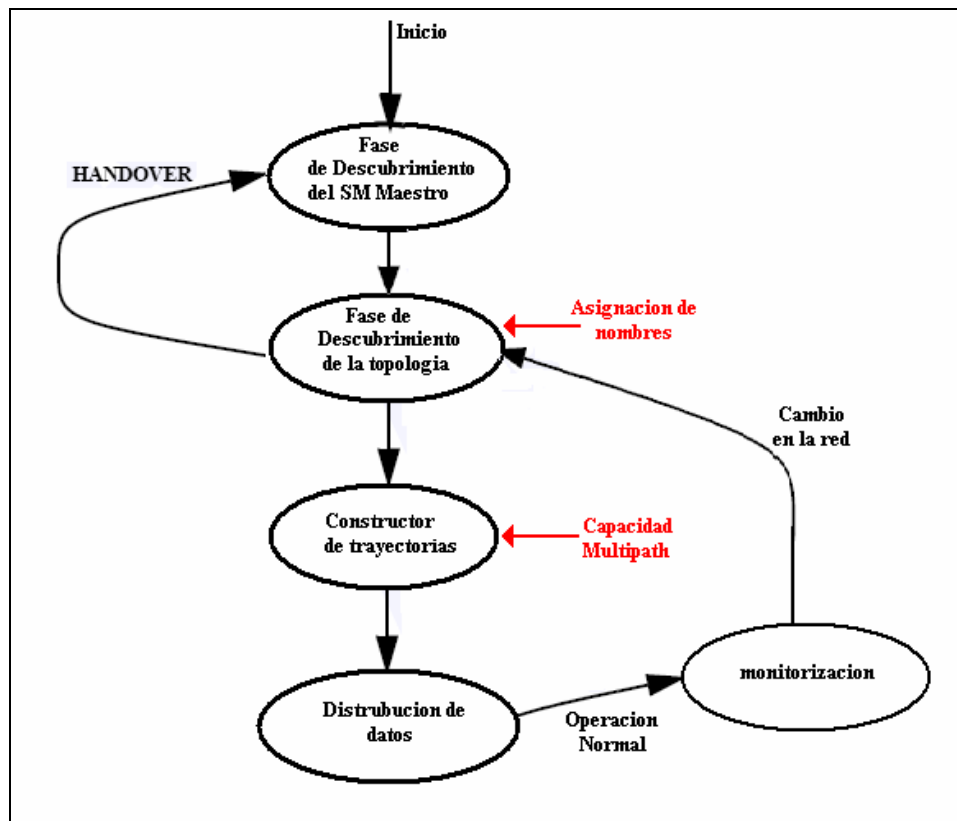 Inicio
Fase
de Descubrimiento
del SM Maestro
HANDOVER
Fase de
Descubrimiento
de la topologia
Asignacion de
nombres
Cambio
en la red
Constructor
de trayectorias
Capacidad
Multipath
monitorizacion
Distrubucion de
datos
Operacion
Normal